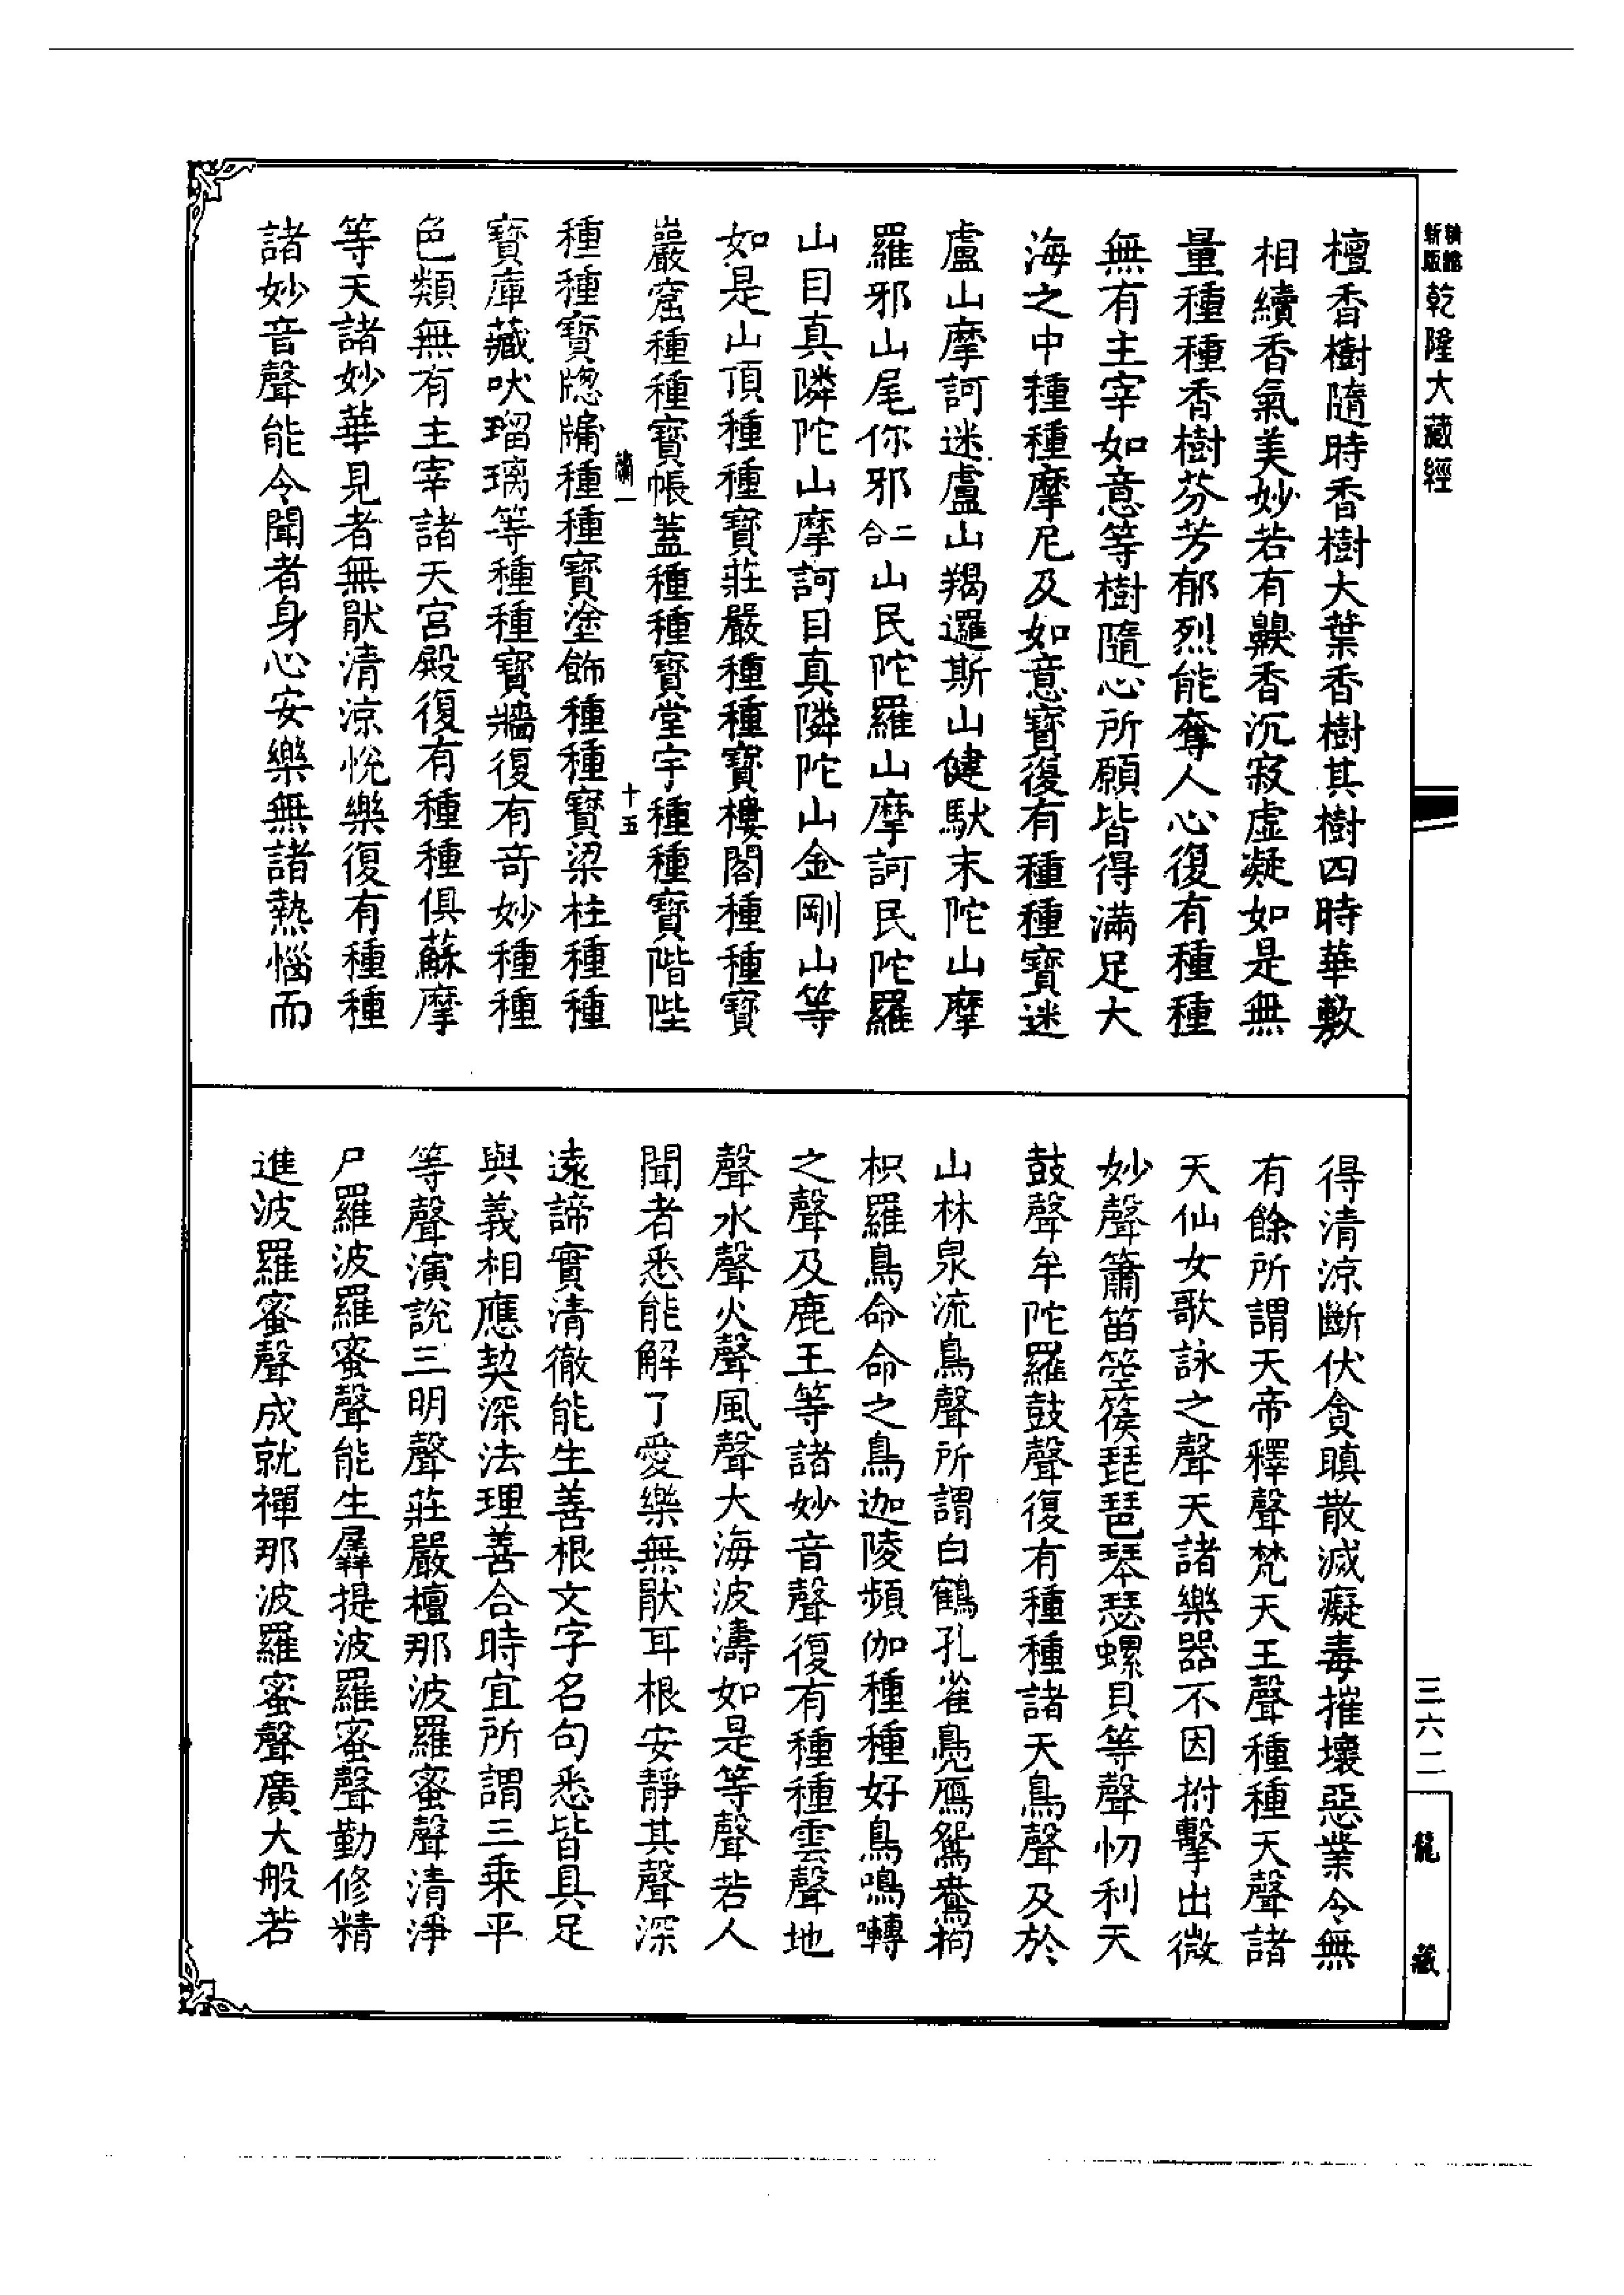 新版
乾隆大藏經
檀香樹隨時香樹大葉香樹其樹四時華敷
相續香氣美妙若有齅香沉寂虛凝如是無
量種種香樹芬芳郁烈能奪人心復有種種
無有主宰如意等樹隨心所願皆得滿足大
海之中種種摩尼及如意寶復有種種寶迷
盧山摩訶迷盧山羯邏斯山健馱末陀山摩
羅邪山尾你邪二合山民陀羅山摩訶民陀羅
山目真隣陀山摩訶目真隣陀山金剛山等
如是山頂種種寶莊嚴種種寶樓閣種種寶
巖窟種種寶帳蓋種種寶堂宇種種寶階陛
十五
種種寶牎牖種種寶塗飾種種寶梁柱種種
寶庫藏吠瑠璃等種種寶牆復有奇妙種種
色類無有主宰諸天宮殿復有種種俱蘇摩
等天諸妙華見者無猒清涼悅樂復有種種
諸妙音聲能令聞者身心安樂無諸熱惱而
得清涼斷伏貪瞋散滅癡毒摧壞惡業令無
有餘所謂天帝釋聲梵天王聲種種天聲諸
天仙女歌詠之聲天諸樂器不因拊擊出微
妙聲簫笛箜篌琵琶琴瑟螺貝等聲忉利天
鼓聲牟陀羅鼓聲復有種種諸天鳥聲及於
山林泉流鳥聲所謂白鶴孔雀鳧鴈鴛鴦拘
枳羅鳥命命之鳥迦陵頻伽種種好鳥鳴囀
之聲及鹿王等諸妙音聲復有種種雲聲地
聲水聲火聲風聲大海波濤如是等聲若人
聞者悉能解了愛樂無猒耳根安靜其聲深
遠諦實清徹能生善根文字名句悉皆具足
與義相應契深法理善合時宜所謂三乘平
等聲演說三明聲莊嚴檀那波羅蜜聲清淨
尸羅波羅蜜聲能生羼提波羅蜜聲勤修精
進波羅蜜聲成就禪那波羅蜜聲廣大般若
三六二
龍藏